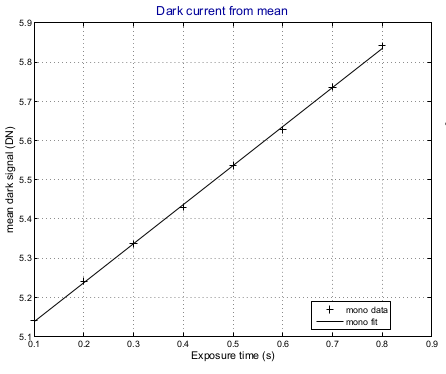 Dark current from mean
5.9
5.8
5.7
5.6
5.5
5.4
5.3
5.2
5.1
mean dark signal (DN)
mono data
mono fit
0.1 0.2 0.3 0.4 0.5 0.6 0.7 0.8 0.9
Exposure time (s)